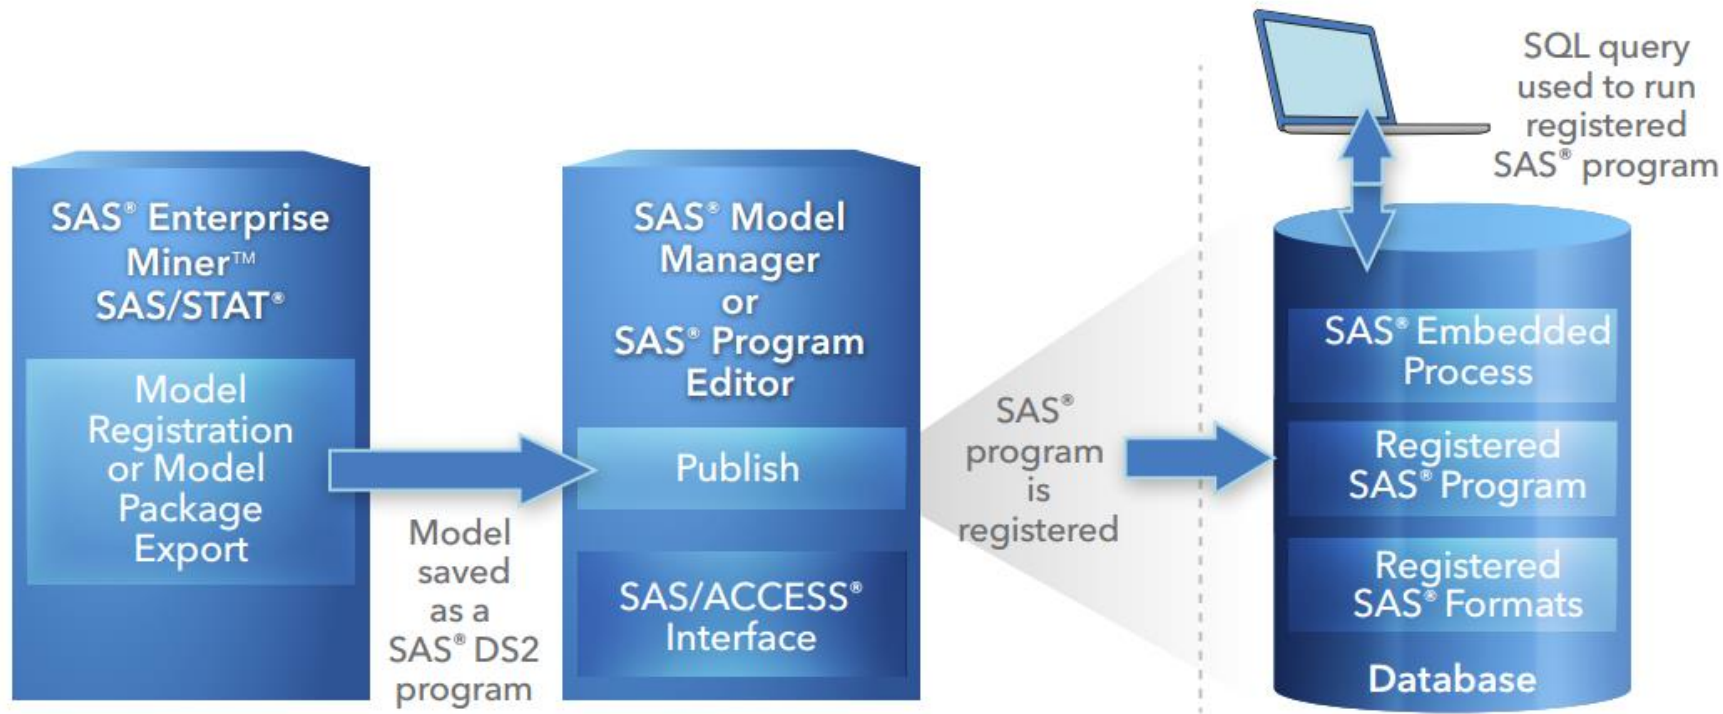 SAS® Enterprise
Miner™
SAS/STAT®
Model
Registration
or Model
Package
Export
Model
saved
as a
SAS® DS2
program
SAS® Model
Manager
or
SAS® Program
Editor
Publish
SAS/ACCESS®
Interface
SAS®
program
is
registered
SQL query
used to run
registered
SAS® program
SAS® Embedded
Process
Registered
SAS® Program
Registered
SAS® Formats
Database